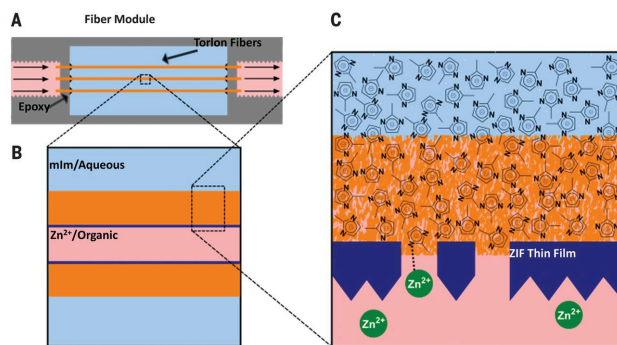 A
Fiber Module
Torlon Fibers
Epoxy
B
mIm/Aqueous
Zn²⁺/Organic
C
ZIF Thin Film
Zn²⁺
Zn²⁺
Zn²⁺